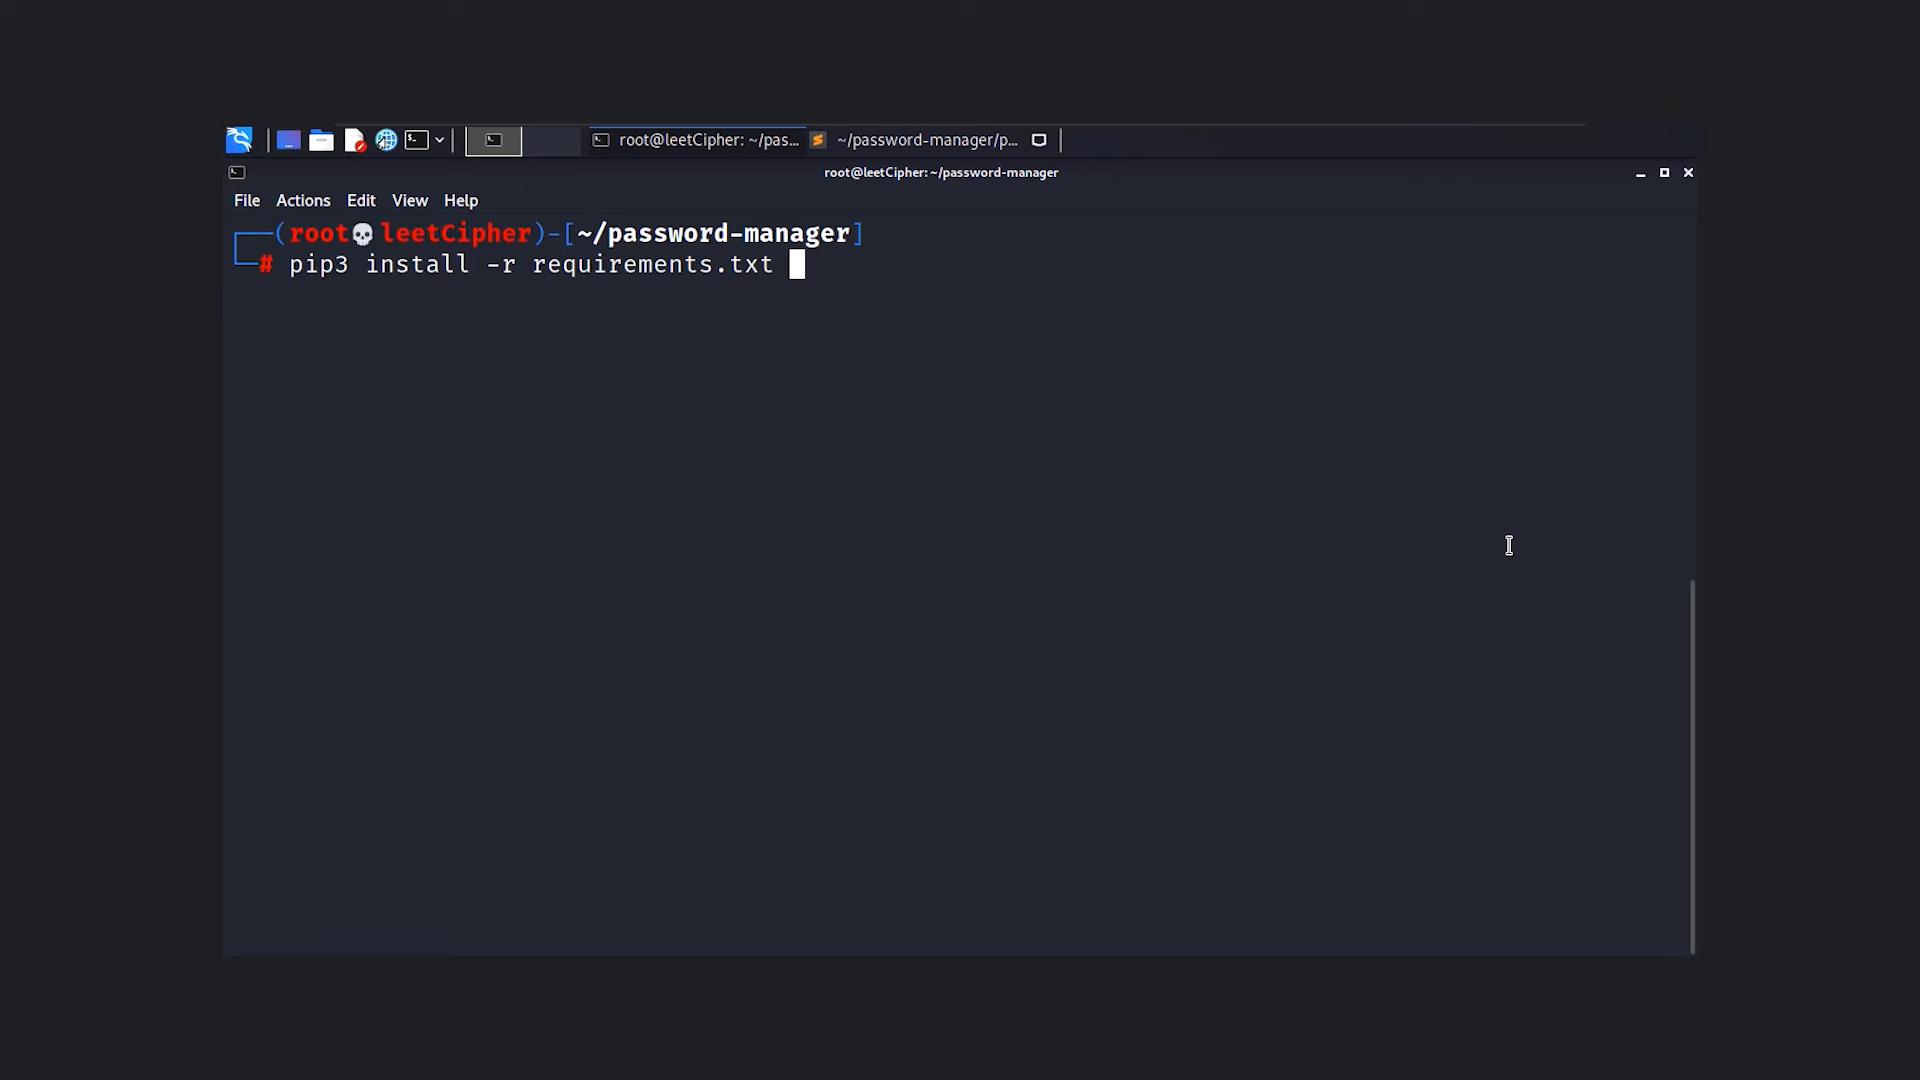 root@leetCipher: ~/pas... ~/password-manager/p...
root@leetCipher:~/password-manager
File Actions Edit View Help
┌──(root💀leetCipher)-[~/password-manager]
└─# pip3 install -r requirements.txt